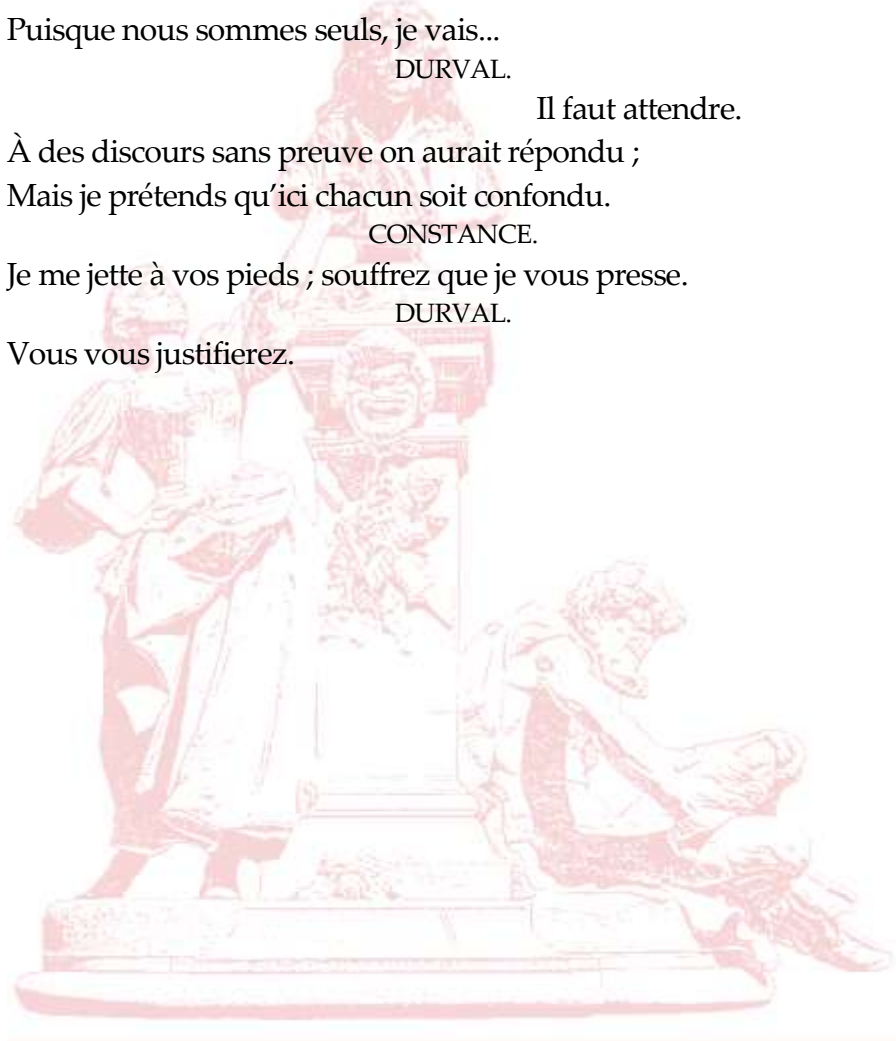 Puisque nous sommes seuls, je vais...
DURVAL.
Il faut attendre.
À des discours sans preuve on aurait répondu ;
Mais je prétends qu’ici chacun soit confondu.
CONSTANCE.
Je me jette à vos pieds ; souffrez que je vous presse.
DURVAL.
Vous vous justifierez.